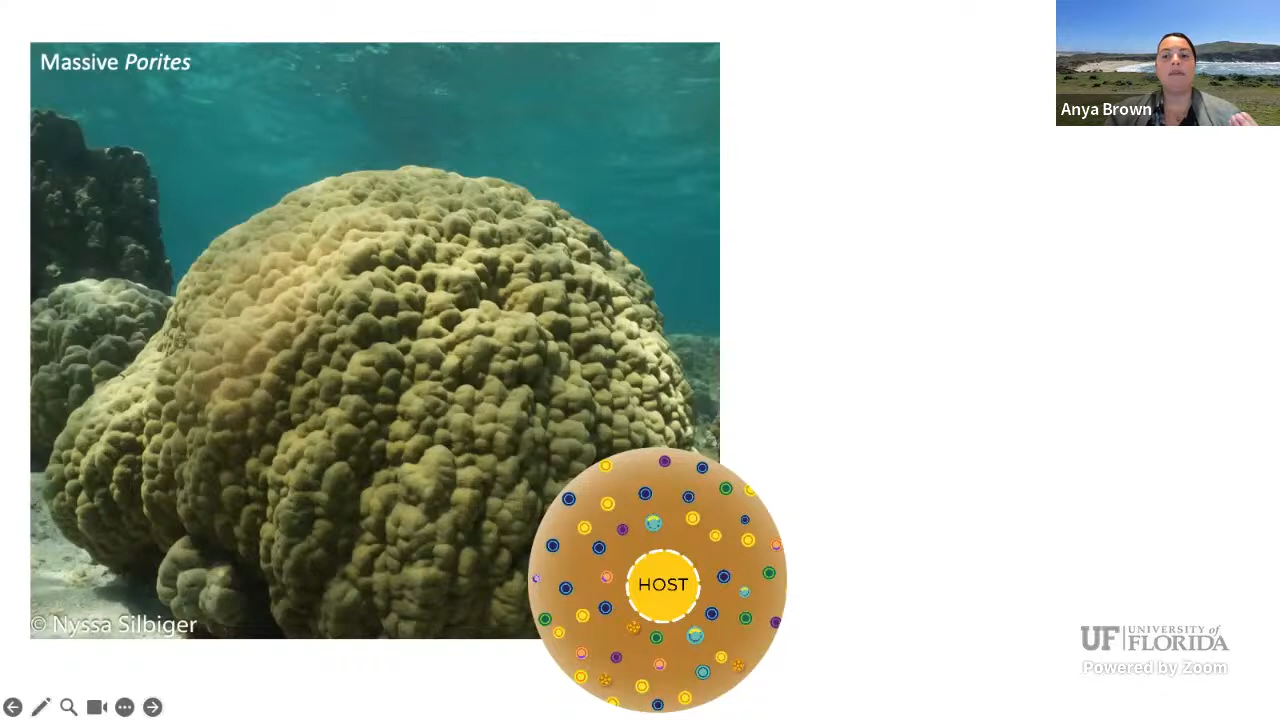 Massive Porites
Anya Brown
HOST
© Nyssa Silbiger
UF UNIVERSITY of
FLORIDA
Powered by Zoom